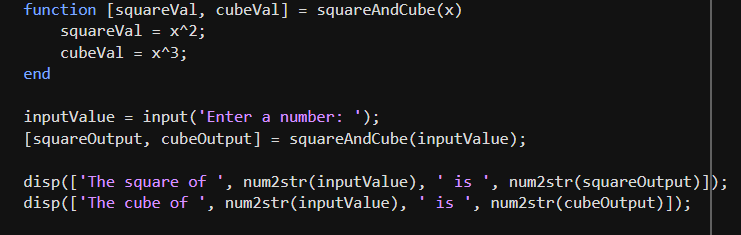 function [squareVal, cubeVal] = squareAndCube(x)
    squareVal = x^2;
    cubeVal = x^3;
end

inputValue = input('Enter a number: ');
[squareOutput, cubeOutput] = squareAndCube(inputValue);

disp(['The square of ', num2str(inputValue), ' is ', num2str(squareOutput)]);
disp(['The cube of ', num2str(inputValue), ' is ', num2str(cubeOutput)]);